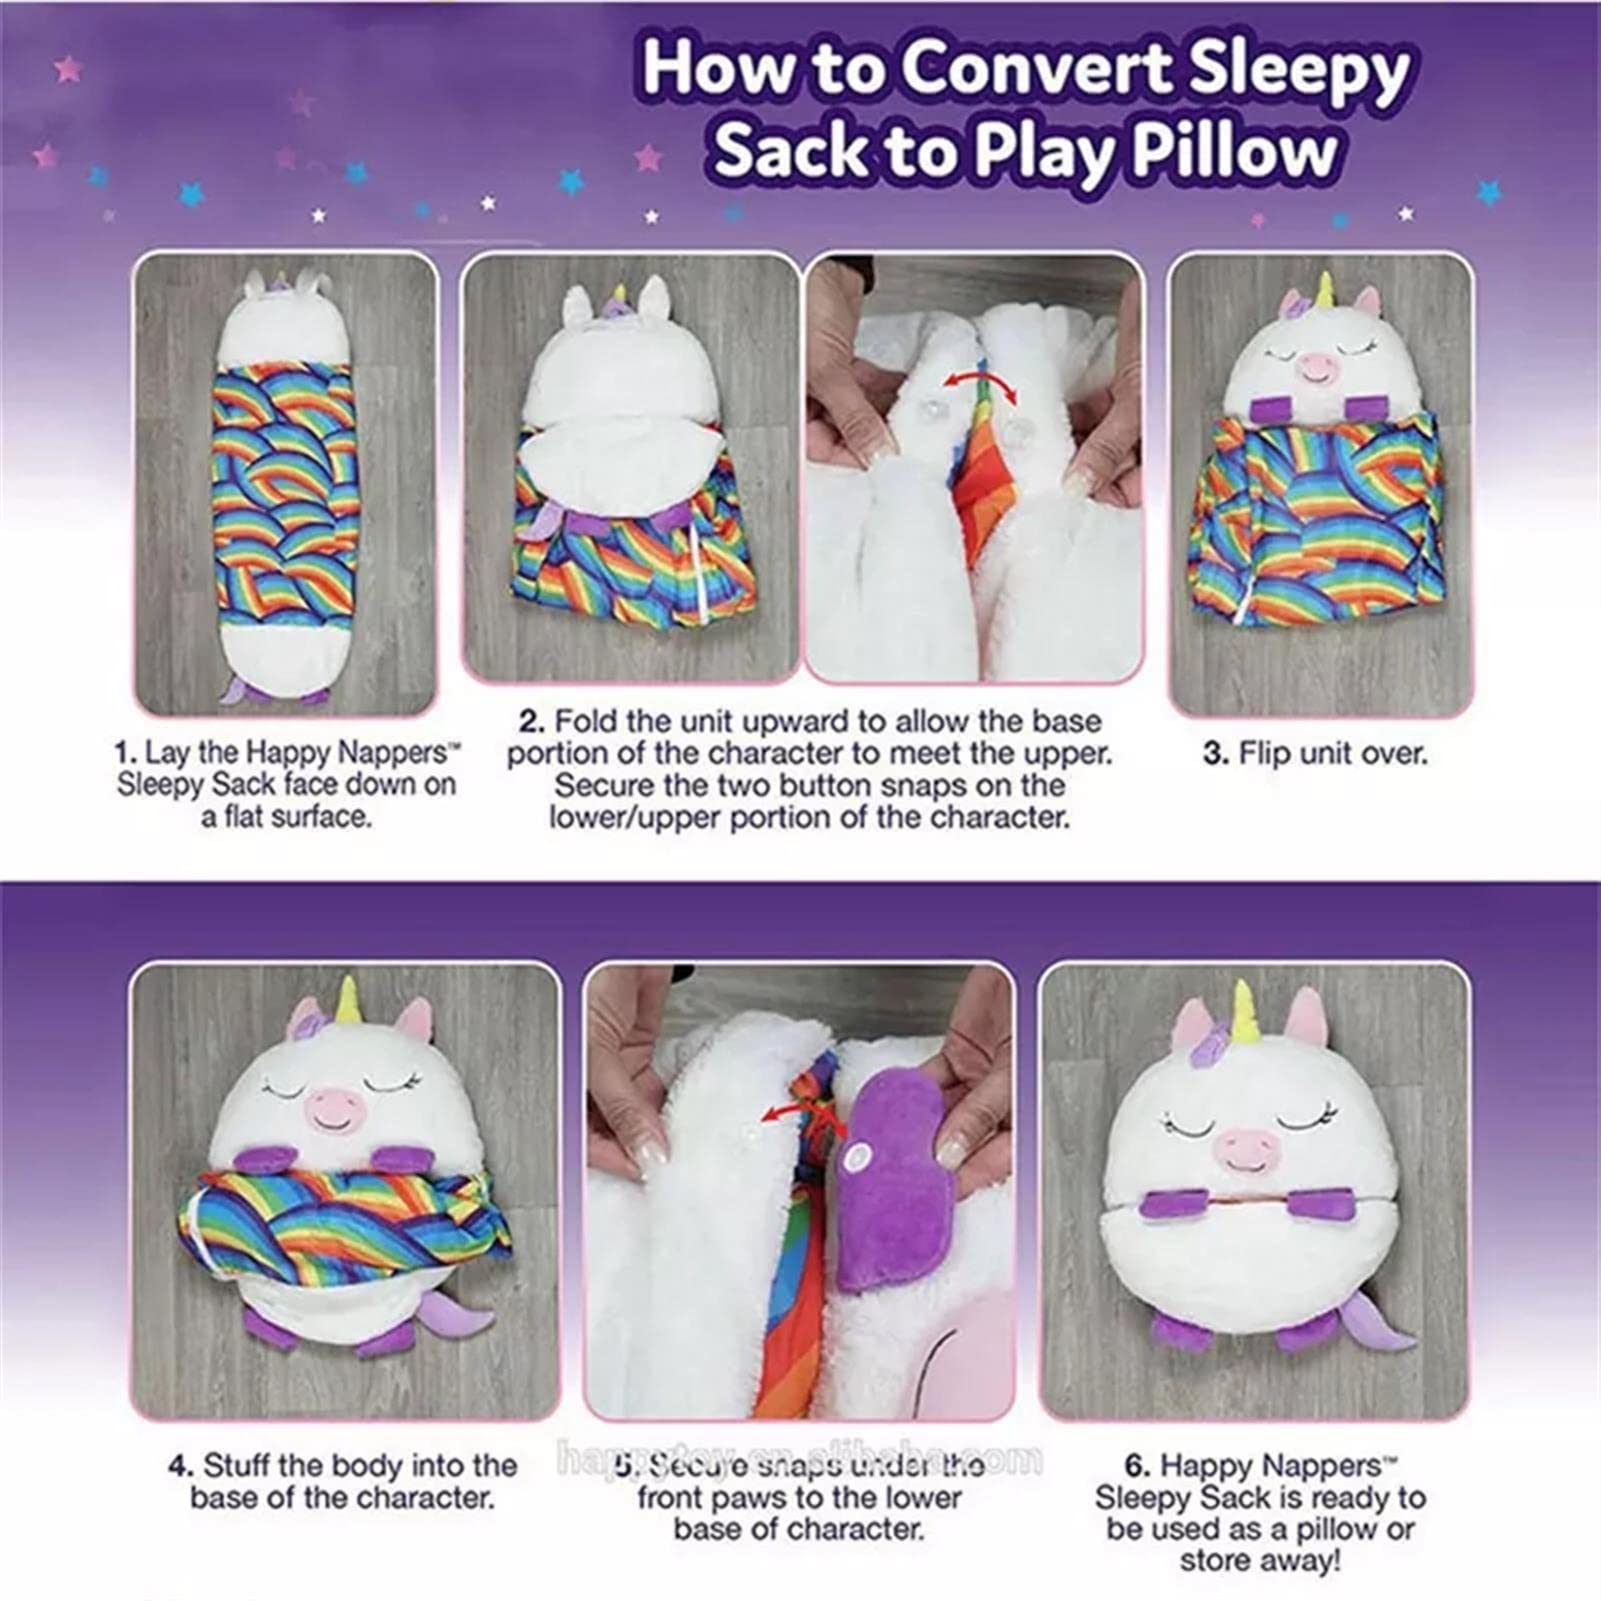 How to Convert Sleepy
Sack to Play Pillow
1. Lay the Happy Nappers™
Sleepy Sack face down on
a flat surface.
2. Fold the unit upward to allow the base
portion of the character to meet the upper.
Secure the two button snaps on the
lower/upper portion of the character.
3. Flip unit over.
4. Stuff the body into the
base of the character.
happytoy.en.alibaba.com
5. Secure snaps under the
front paws to the lower
base of character.
6. Happy Nappers™
Sleepy Sack is ready to
be used as a pillow or
store away!